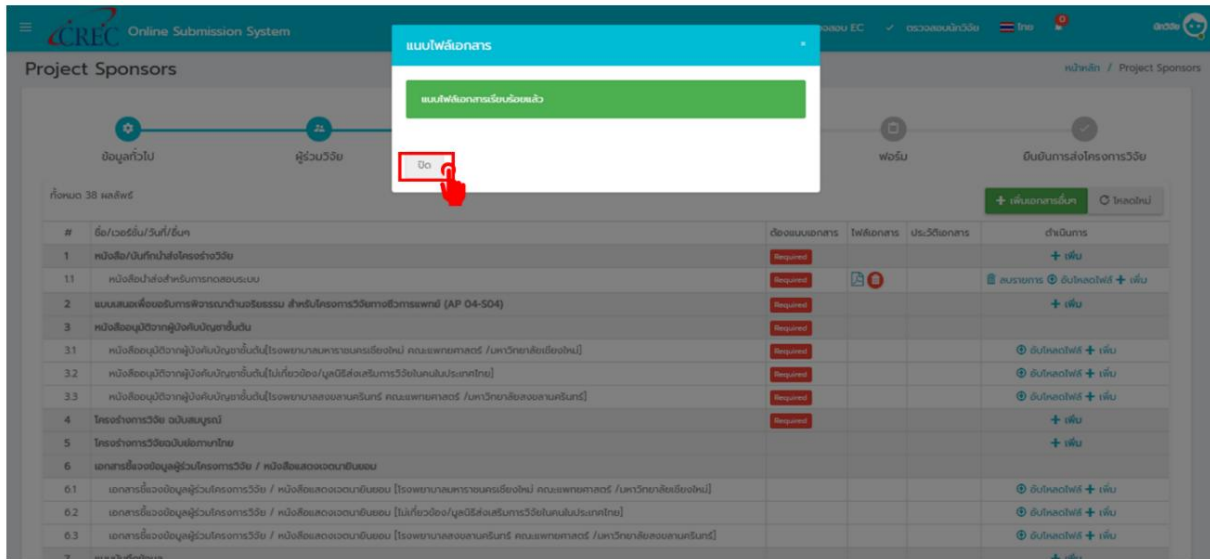 CREC Online Submission System
ตรวจสอบนักวิจัย
ไทย
นักวิจัย
แนบไฟล์เอกสาร
×
แนบไฟล์เอกสารเรียบร้อยแล้ว
ปิด
Project Sponsors
หน้าหลัก / Project Sponsors
ข้อมูลทั่วไป
ผู้ร่วมวิจัย
ฟอร์ม
ยืนยันการส่งโครงการวิจัย
ทั้งหมด 38 ผลลัพธ์
+ เพิ่มเอกสารอื่นๆ
โหลดใหม่
# ชื่อ/เวอร์ชั่น/วันที่/อื่นๆ ต้องแนบเอกสาร ไฟล์เอกสาร ประวัติเอกสาร ดำเนินการ
1 หนังสือ/บันทึกนำส่งโครงร่างวิจัย Required + เพิ่ม
1.1 หนังสือนำส่งสำหรับการทดสอบระบบ Required ลบรายการ อัปโหลดไฟล์ + เพิ่ม
2 แบบเสนอเพื่อขอรับการพิจารณาด้านจริยธรรม สำหรับโครงการวิจัยทางชีวการแพทย์ (AP 04-S04) Required + เพิ่ม
3 หนังสืออนุมัติจากผู้บังคับบัญชาชั้นต้น Required
3.1 หนังสืออนุมัติจากผู้บังคับบัญชาชั้นต้น[โรงพยาบาลมหาราชนครเชียงใหม่ คณะแพทยศาสตร์ /มหาวิทยาลัยเชียงใหม่] Required อัปโหลดไฟล์ + เพิ่ม
3.2 หนังสืออนุมัติจากผู้บังคับบัญชาชั้นต้น[ไม่เกี่ยวข้อง/มูลนิธิส่งเสริมการวิจัยในคนในประเทศไทย] Required อัปโหลดไฟล์ + เพิ่ม
3.3 หนังสืออนุมัติจากผู้บังคับบัญชาชั้นต้น[โรงพยาบาลสงขลานครินทร์ คณะแพทยศาสตร์ /มหาวิทยาลัยสงขลานครินทร์] Required อัปโหลดไฟล์ + เพิ่ม
4 โครงร่างการวิจัย ฉบับสมบูรณ์ Required + เพิ่ม
5 โครงร่างการวิจัยฉบับย่อภาษาไทย + เพิ่ม
6 เอกสารชี้แจงข้อมูลผู้ร่วมโครงการวิจัย / หนังสือแสดงเจตนายินยอม
6.1 เอกสารชี้แจงข้อมูลผู้ร่วมโครงการวิจัย / หนังสือแสดงเจตนายินยอม [โรงพยาบาลมหาราชนครเชียงใหม่ คณะแพทยศาสตร์ /มหาวิทยาลัยเชียงใหม่] อัปโหลดไฟล์ + เพิ่ม
6.2 เอกสารชี้แจงข้อมูลผู้ร่วมโครงการวิจัย / หนังสือแสดงเจตนายินยอม [ไม่เกี่ยวข้อง/มูลนิธิส่งเสริมการวิจัยในคนในประเทศไทย] อัปโหลดไฟล์ + เพิ่ม
6.3 เอกสารชี้แจงข้อมูลผู้ร่วมโครงการวิจัย / หนังสือแสดงเจตนายินยอม [โรงพยาบาลสงขลานครินทร์ คณะแพทยศาสตร์ /มหาวิทยาลัยสงขลานครินทร์] อัปโหลดไฟล์ + เพิ่ม